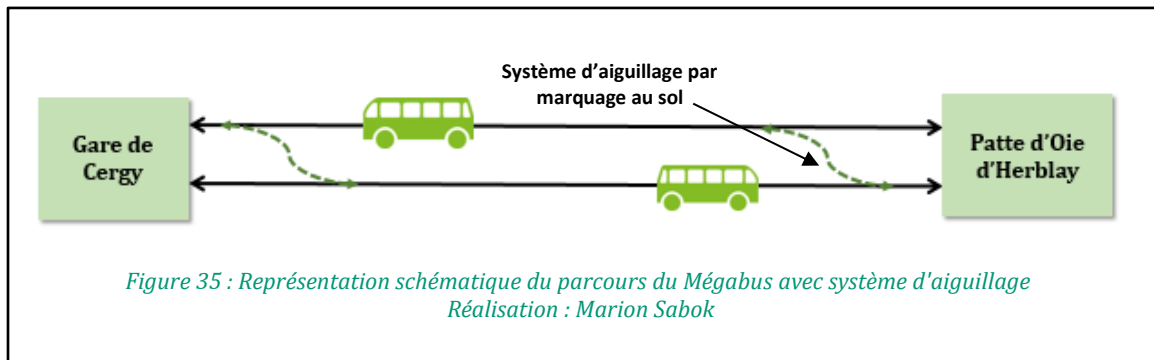 Système d’aiguillage par
marquage au sol
Gare de
Cergy
Patte d’Oie
d’Herblay
Figure 35 : Représentation schématique du parcours du Mégabus avec système d'aiguillage
Réalisation : Marion Sabok